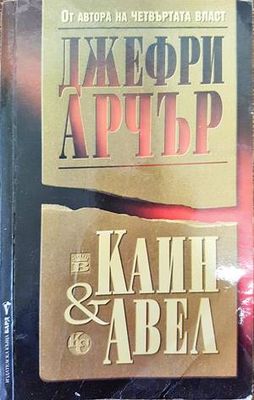 ОТ АВТОРА НА ЧЕТВЪРТАТА ВЛАСТ
ДЖЕФРИ
АРЧЪР
КАИН
&
АВЕЛ